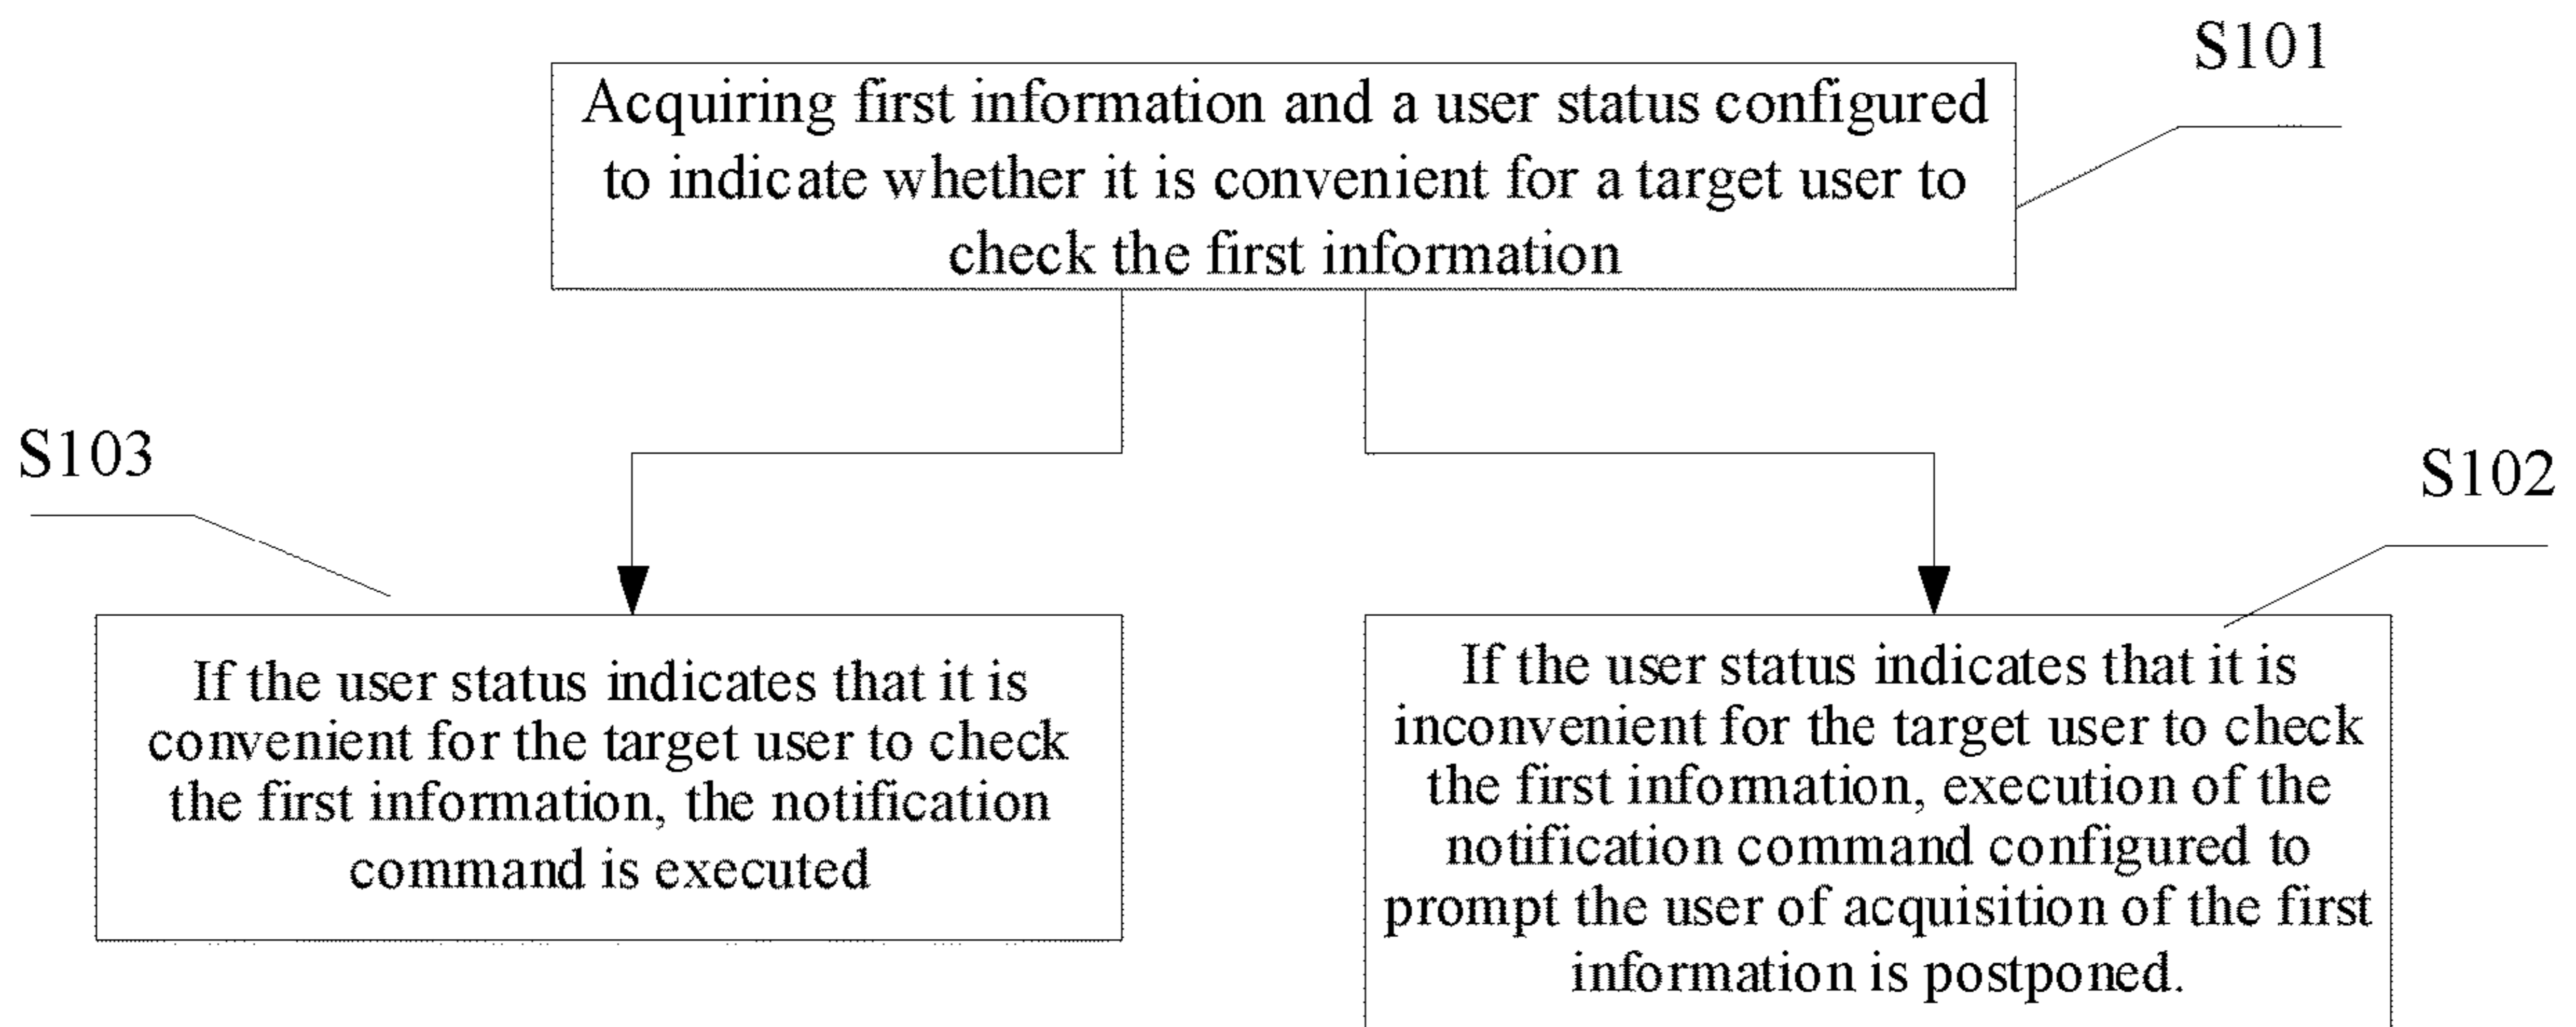 S101
Acquiring first information and a user status configured
to indicate whether it is convenient for a target user to
check the first information
S103
If the user status indicates that it is
convenient for the target user to check
the first information, the notification
command is executed
S102
If the user status indicates that it is
inconvenient for the target user to check
the first information, execution of the
notification command configured to
prompt the user of acquisition of the first
information is postponed.